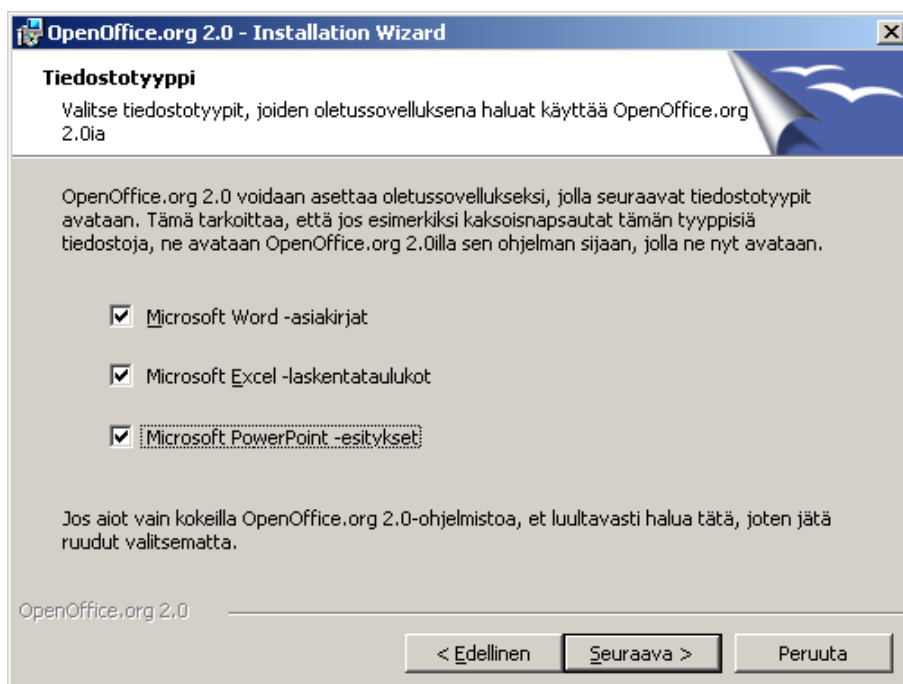 OpenOffice.org 2.0 - Installation Wizard
Tiedostotyyppi
Valitse tiedostotyypit, joiden oletussovelluksena haluat käyttää OpenOffice.org
2.0ia
OpenOffice.org 2.0 voidaan asettaa oletussovellukseksi, jolla seuraavat tiedostotyypit
avataan. Tämä tarkoittaa, että jos esimerkiksi kaksoisnapsautat tämän tyyppisiä
tiedostoja, ne avataan OpenOffice.org 2.0illa sen ohjelman sijaan, jolla ne nyt avataan.
Microsoft Word -asiakirjat
Microsoft Excel -laskentataulukot
Microsoft PowerPoint -esitykset
Jos aiot vain kokeilla OpenOffice.org 2.0-ohjelmistoa, et luultavasti halua tätä, joten jätä
ruudut valitsematta.
OpenOffice.org 2.0
< Edellinen Seuraava > Peruuta